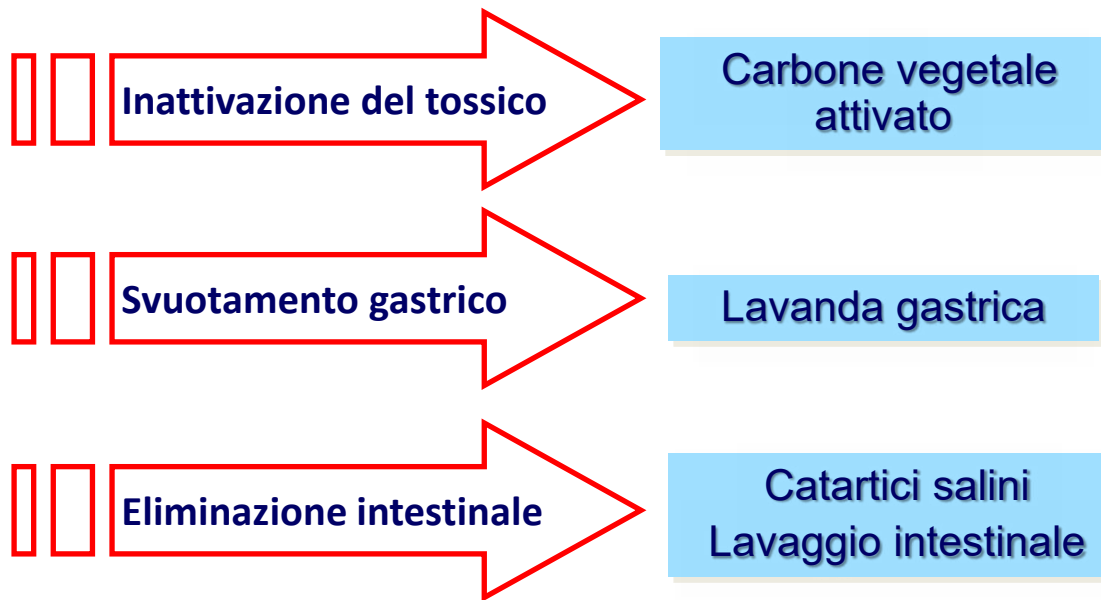 Inattivazione del tossico
Carbone vegetale
attivato
Svuotamento gastrico
Lavanda gastrica
Eliminazione intestinale
Catartici salini
Lavaggio intestinale